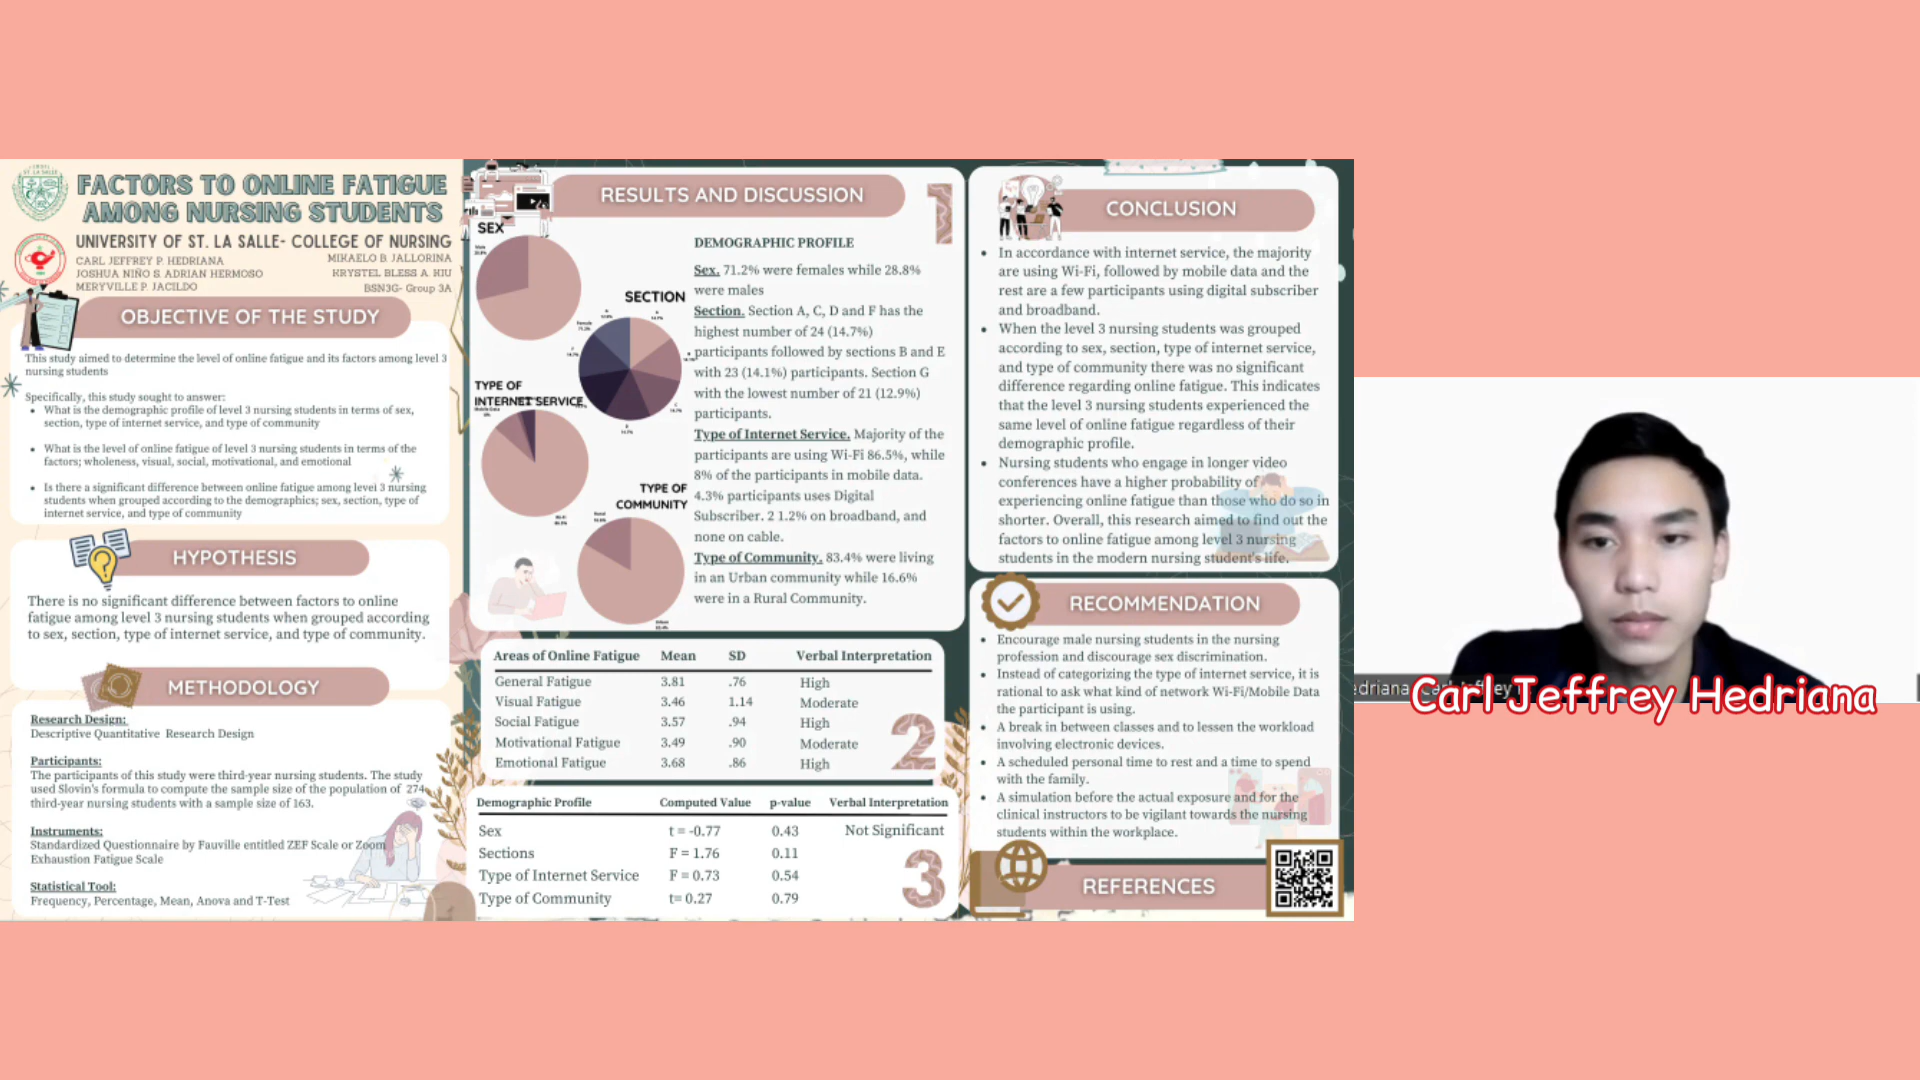 FACTORS TO ONLINE FATIGUE
AMONG NURSING STUDENTS
UNIVERSITY OF ST. LA SALLE- COLLEGE OF NURSING
CARL JEFFREY P. HEDRIANA
JOSHUA NIÑO S. ADRIAN HERMOSO
MERYVILLE P. JACILDO
MIKAELO B. JALLORINA
KRYSTEL BLESS A. KIU
BSN3G- Group 3A
OBJECTIVE OF THE STUDY
This study aimed to determine the level of online fatigue and its factors among level 3
nursing students
Specifically, this study sought to answer:
• What is the demographic profile of level 3 nursing students in terms of sex,
section, type of internet service, and type of community
• What is the level of online fatigue of level 3 nursing students in terms of the
factors; wholeness, visual, social, motivational, and emotional
• Is there a significant difference between online fatigue among level 3 nursing
students when grouped according to the demographics; sex, section, type of
internet service, and type of community
HYPOTHESIS
There is no significant difference between factors to online
fatigue among level 3 nursing students when grouped according
to sex, section, type of internet service, and type of community.
METHODOLOGY
Research Design:
Descriptive Quantitative Research Design
Participants:
The participants of this study were third-year nursing students. The study
used Slovin's formula to compute the sample size of the population of 274
third-year nursing students with a sample size of 163.
Instruments:
Standardized Questionnaire by Fauville entitled ZEF Scale or Zoom
Exhaustion Fatigue Scale
Statistical Tool:
Frequency, Percentage, Mean, Anova and T-Test
RESULTS AND DISCUSSION
1
SEX
SECTION
TYPE OF
INTERNET SERVICE
TYPE OF
COMMUNITY
DEMOGRAPHIC PROFILE
Sex. 71.2% were females while 28.8%
were males
Section. Section A, C, D and F has the
highest number of 24 (14.7%)
participants followed by sections B and E
with 23 (14.1%) participants. Section G
with the lowest number of 21 (12.9%)
participants.
Type of Internet Service. Majority of the
participants are using Wi-Fi 86.5%, while
8% of the participants in mobile data.
4.3% participants uses Digital
Subscriber. 2 1.2% on broadband, and
none on cable.
Type of Community. 83.4% were living
in an Urban community while 16.6%
were in a Rural Community.
Areas of Online Fatigue Mean SD Verbal Interpretation
General Fatigue 3.81 .76 High
Visual Fatigue 3.46 1.14 Moderate
Social Fatigue 3.57 .94 High
Motivational Fatigue 3.49 .90 Moderate
Emotional Fatigue 3.68 .86 High
2
Demographic Profile Computed Value p-value Verbal Interpretation
Sex t = -0.77 0.43 Not Significant
Sections F = 1.76 0.11
Type of Internet Service F = 0.73 0.54
Type of Community t= 0.27 0.79
3
CONCLUSION
• In accordance with internet service, the majority
are using Wi-Fi, followed by mobile data and the
rest are a few participants using digital subscriber
and broadband.
• When the level 3 nursing students was grouped
according to sex, section, type of internet service,
and type of community there was no significant
difference regarding online fatigue. This indicates
that the level 3 nursing students experienced the
same level of online fatigue regardless of their
demographic profile.
• Nursing students who engage in longer video
conferences have a higher probability of
experiencing online fatigue than those who do so in
shorter. Overall, this research aimed to find out the
factors to online fatigue among level 3 nursing
students in the modern nursing student's life.
RECOMMENDATION
• Encourage male nursing students in the nursing
profession and discourage sex discrimination.
• Instead of categorizing the type of internet service, it is
rational to ask what kind of network Wi-Fi/Mobile Data
the participant is using.
• A break in between classes and to lessen the workload
involving electronic devices.
• A scheduled personal time to rest and a time to spend
with the family.
• A simulation before the actual exposure and for the
clinical instructors to be vigilant towards the nursing
students within the workplace.
REFERENCES
Carl Jeffrey Hedriana